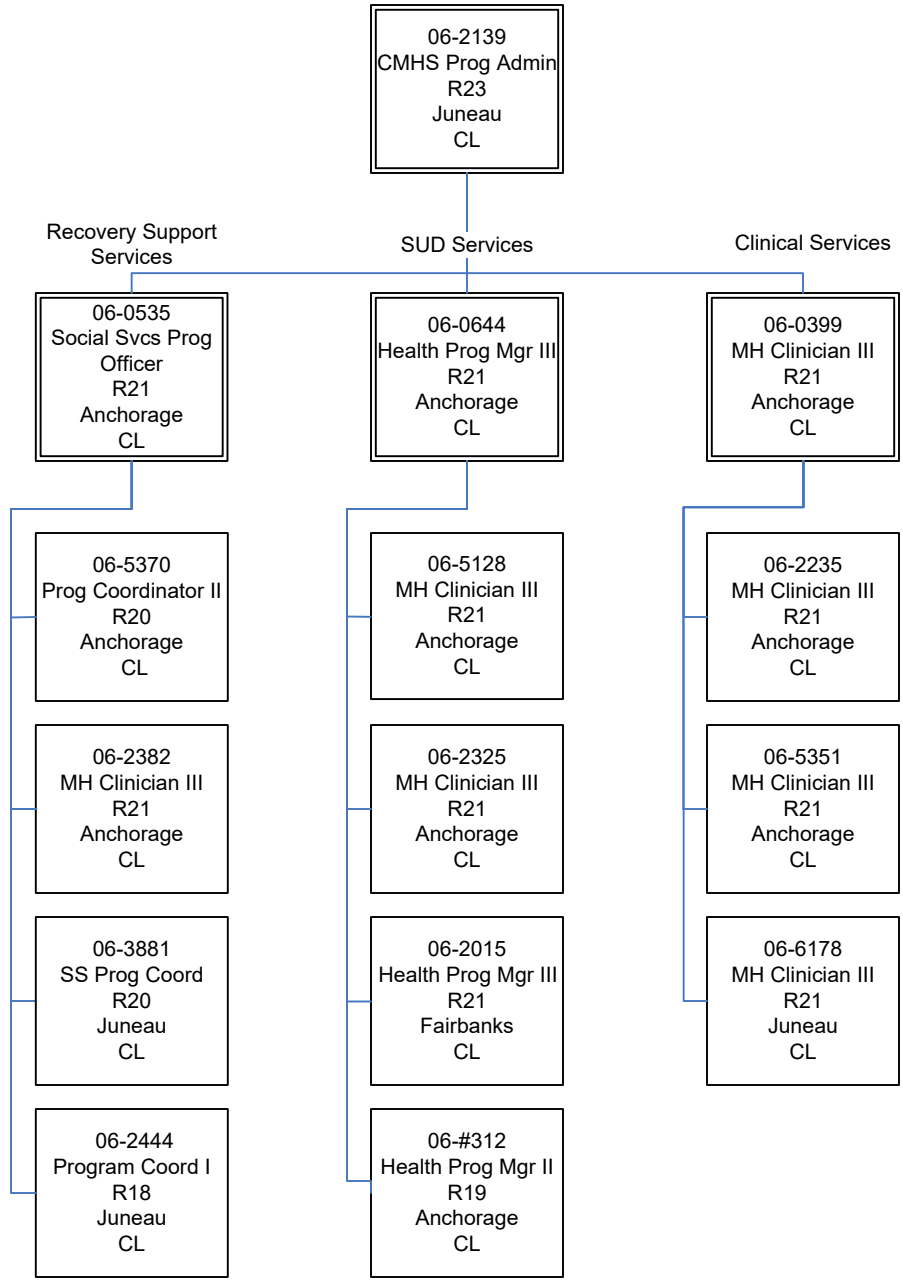 06-2139
CMHS Prog Admin
R23
Juneau
CL
Recovery Support
Services
SUD Services
Clinical Services
06-0535
Social Svcs Prog
Officer
R21
Anchorage
CL
06-0644
Health Prog Mgr III
R21
Anchorage
CL
06-0399
MH Clinician III
R21
Anchorage
CL
06-5370
Prog Coordinator II
R20
Anchorage
CL
06-5128
MH Clinician III
R21
Anchorage
CL
06-2235
MH Clinician III
R21
Anchorage
CL
06-2382
MH Clinician III
R21
Anchorage
CL
06-2325
MH Clinician III
R21
Anchorage
CL
06-5351
MH Clinician III
R21
Anchorage
CL
06-3881
SS Prog Coord
R20
Juneau
CL
06-2015
Health Prog Mgr III
R21
Fairbanks
CL
06-6178
MH Clinician III
R21
Juneau
CL
06-2444
Program Coord I
R18
Juneau
CL
06-#312
Health Prog Mgr II
R19
Anchorage
CL